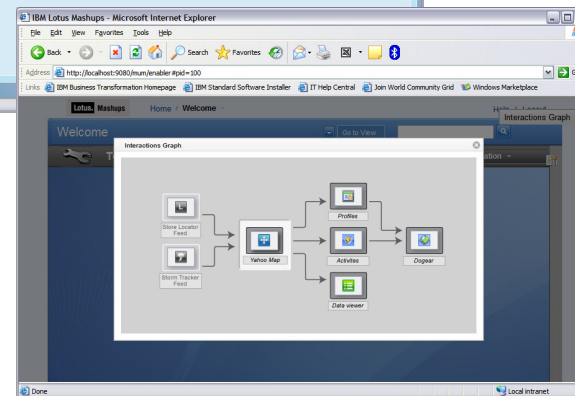 IBM Lotus Mashups - Microsoft Internet Explorer
File Edit View Favorites Tools Help
Back Search Favorites
Address http://localhost:9080/mum/enabler#pid=100
Links IBM Business Transformation Homepage IBM Standard Software Installer IT Help Central Join World Community Grid Windows Marketplace
Lotus. Mashups Home / Welcome
Interactions Graph
Welcome Go to View
Interactions Graph
Store Locator
Feed
Storm Tracker
Feed
Yahoo Map
Profiles
Activites
Dogear
Data viewer
Done Local intranet